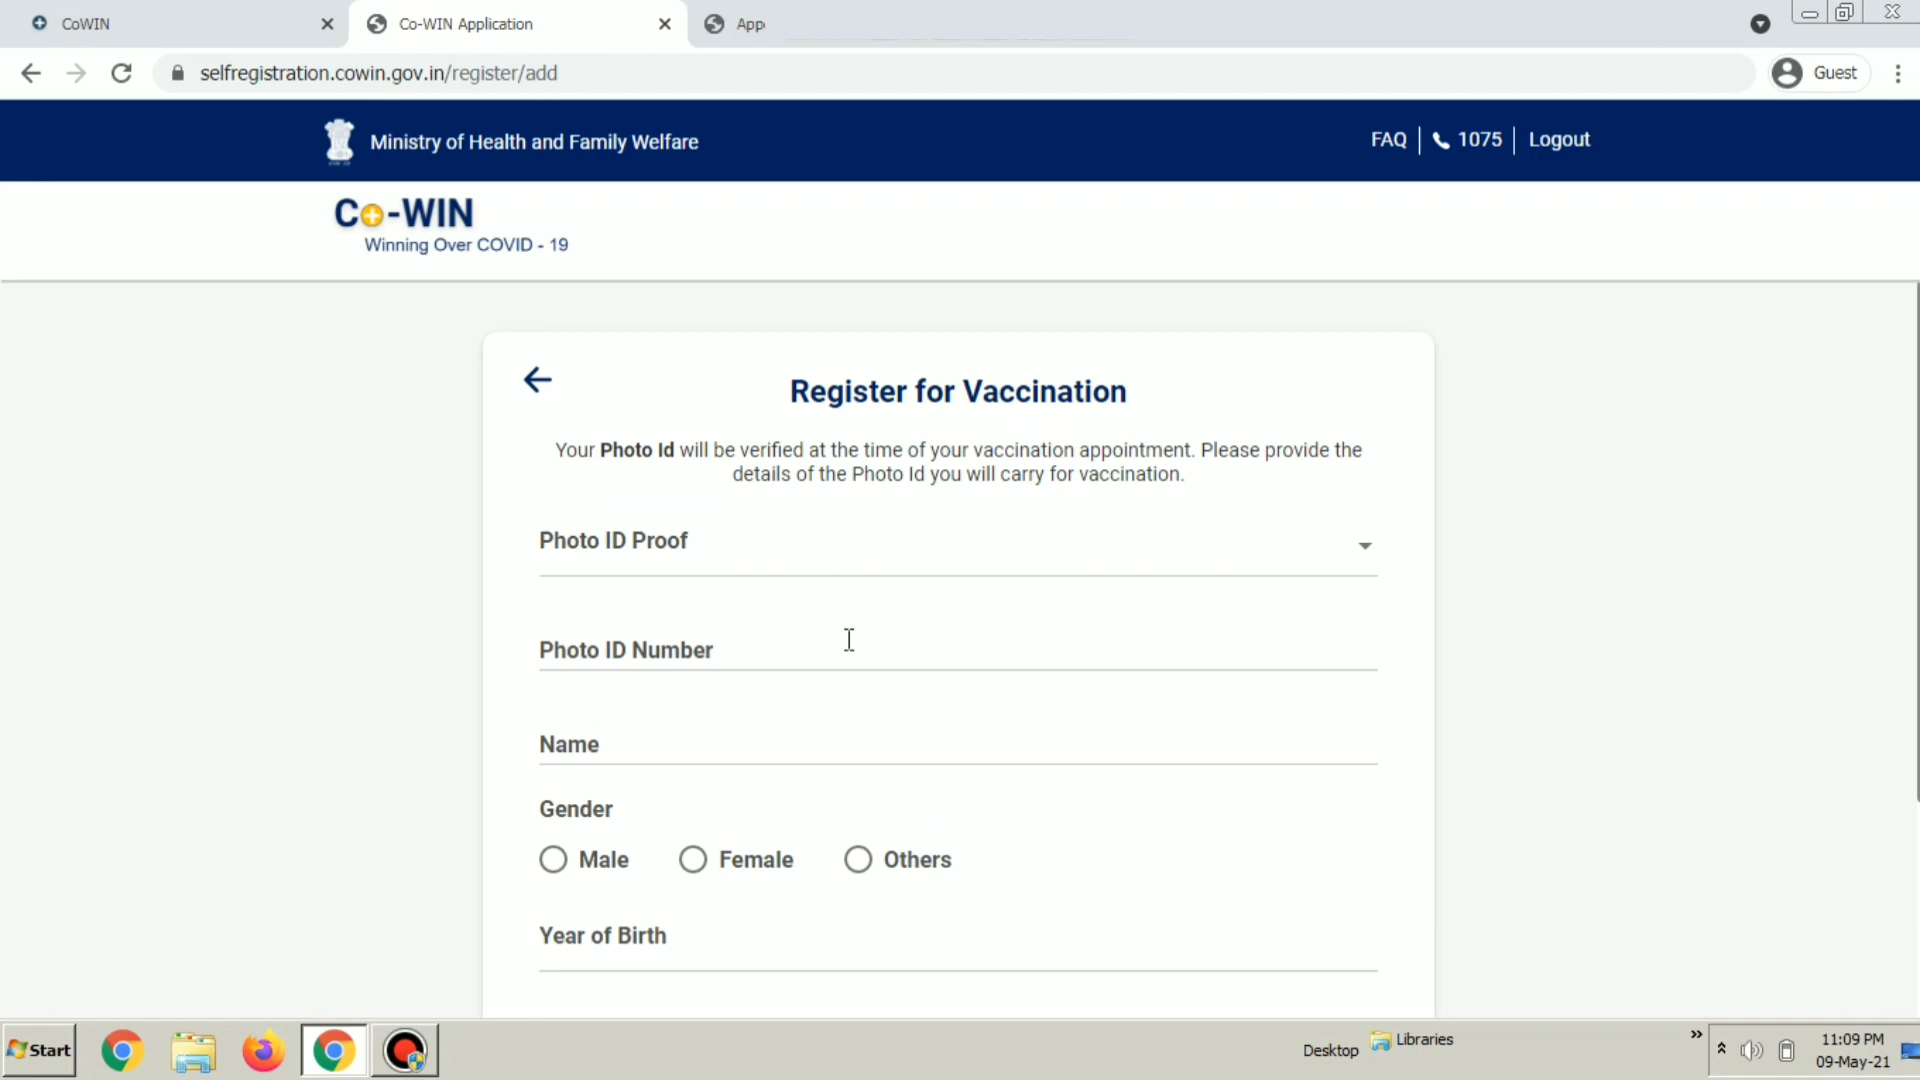 CoWIN
Co-WIN Application
App
selfregistration.cowin.gov.in/register/add
Guest
Ministry of Health and Family Welfare
FAQ
1075
Logout
Co-WIN
Winning Over COVID - 19
Register for Vaccination
Your Photo Id will be verified at the time of your vaccination appointment. Please provide the
details of the Photo Id you will carry for vaccination.
Photo ID Proof
Photo ID Number
Name
Gender
Male
Female
Others
Year of Birth
Start
Desktop
Libraries
11:09 PM
09-May-21